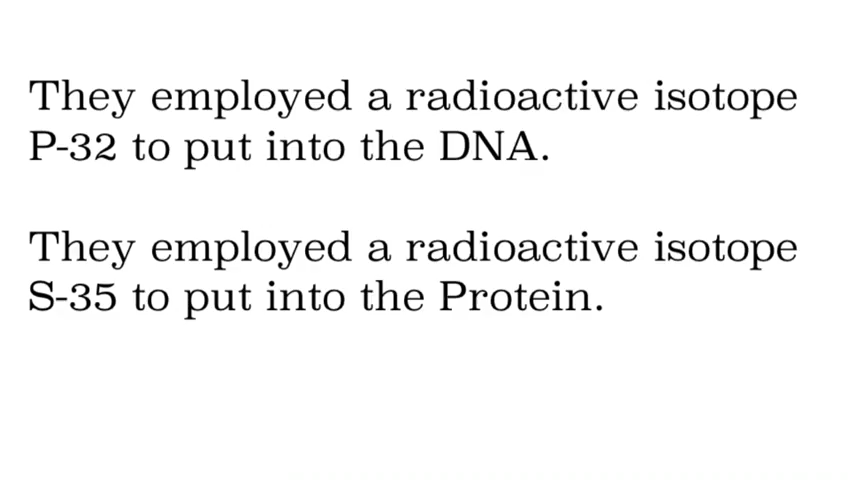 They employed a radioactive isotope
P-32 to put into the DNA.
They employed a radioactive isotope
S-35 to put into the Protein.